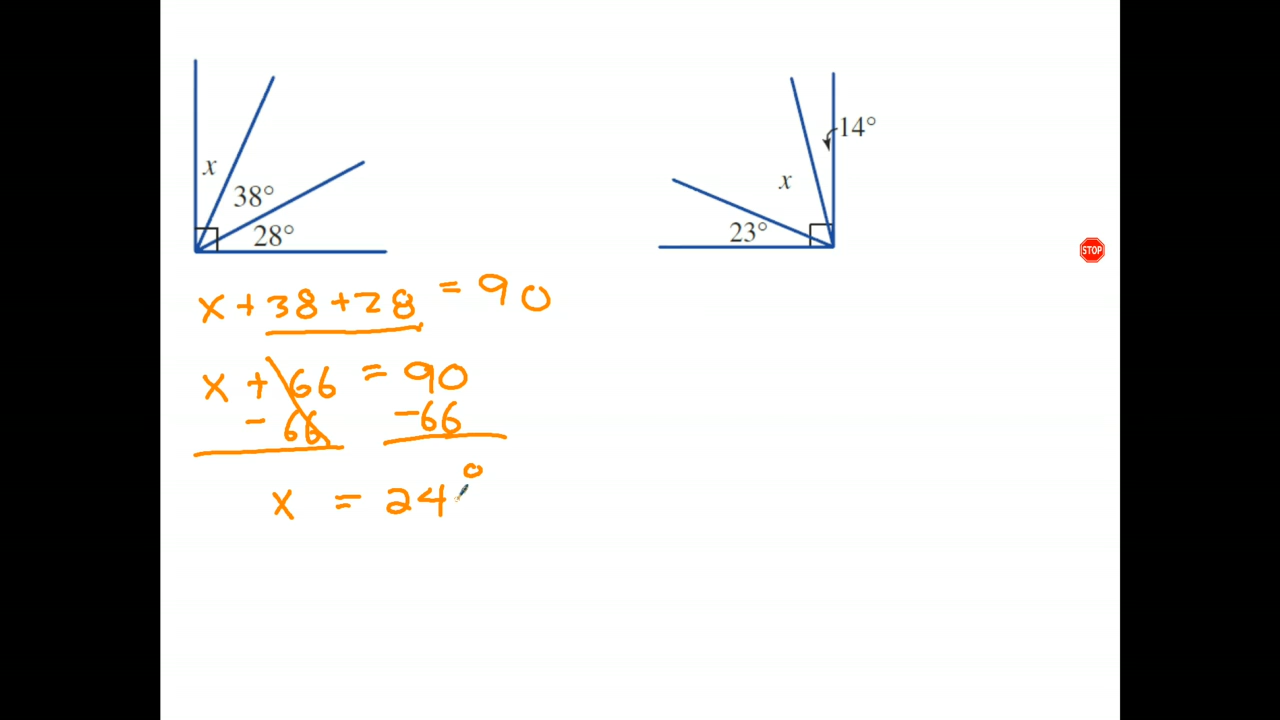 x
38°
28°
14°
x
23°
STOP
x + 38 + 28 = 90
x + 66 = 90
- 66 -66
x = 24°